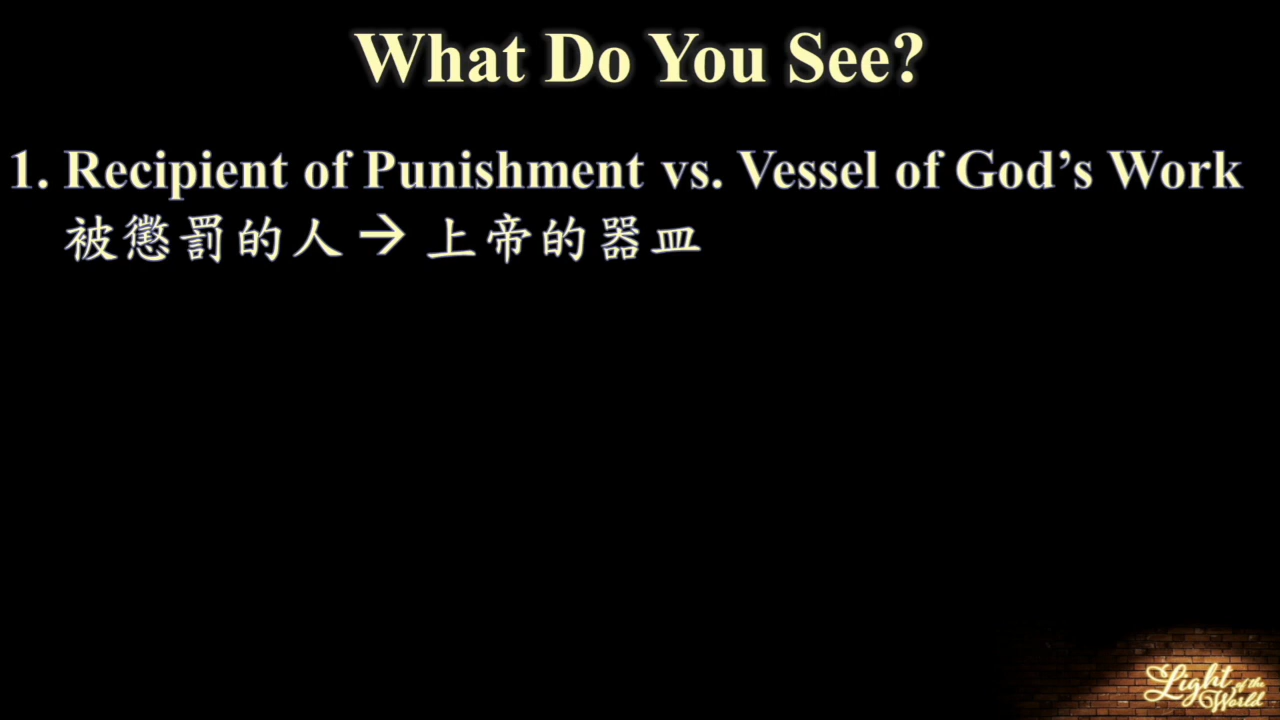 What Do You See?
1. Recipient of Punishment vs. Vessel of God’s Work
被懲罰的人 → 上帝的器皿
Light of the
World